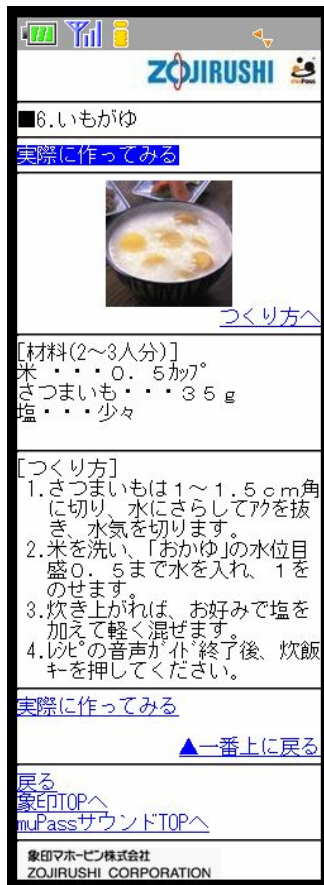 ZOJIRUSHI muPass
■6.いもがゆ
実際に作ってみる
つくり方へ
[材料(2～3人分)]
米 ・・・0．5ｶｯﾌﾟ
さつまいも・・・３５ｇ
塩・・・少々
[つくり方]
1.さつまいもは１～１.５ｃｍ角
に切り、水にさらしてｱｸを抜
き、水気を切ります。
2.米を洗い、「おかゆ」の水位目
盛０．５まで水を入れ、１を
のせます。
3.炊き上がれば、お好みで塩を
加えて軽く混ぜます。
4.ﾚｼﾋﾟの音声ｶﾞｲﾄﾞ終了後、炊飯
ｷｰを押してください。
実際に作ってみる
▲一番上に戻る
戻る
象印TOPへ
muPassサウンドTOPへ
象印マホービン株式会社
ZOJIRUSHI CORPORATION